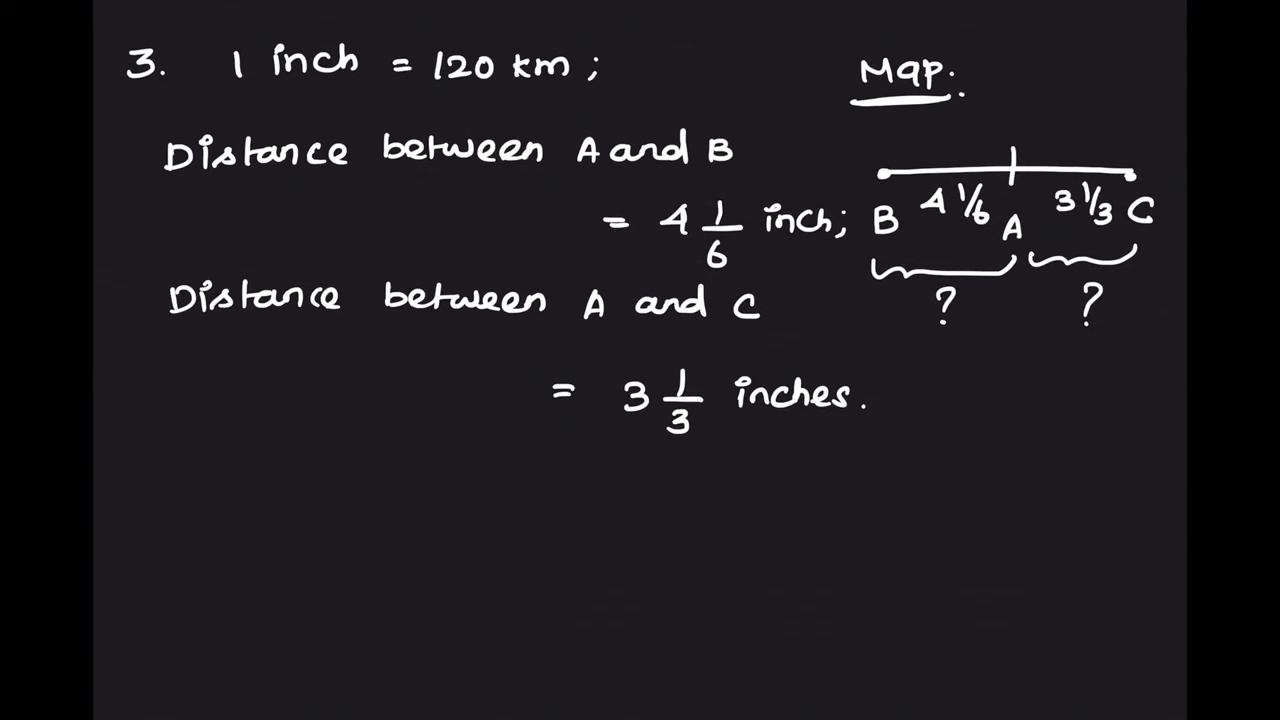 3. 1 inch = 120 km ;
Map:
Distance between A and B
= 4 1/6 inch;
B 4 1/6 A 3 1/3 C
? ?
Distance between A and C
= 3 1/3 inches.